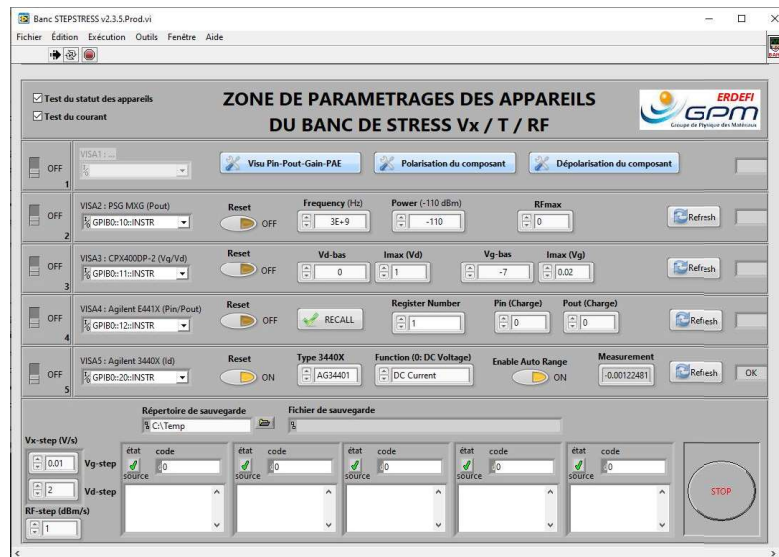 Banc STEPSTRESS v2.3.5.Prod.vi
Fichier Édition Exécution Outils Fenêtre Aide
Test du statut des appareils
Test du courant
ZONE DE PARAMETRAGES DES APPAREILS
DU BANC DE STRESS Vx / T / RF
ERDEFI
GPM
Groupe de Physique des Matériaux
VISA1 : ...
OFF
1
Visu Pin-Pout-Gain-PAE Polarisation du composant Dépolarisation du composant
VISA2 : PSG MXG (Pout) Reset Frequency (Hz) Power (-110 dBm) RFmax
OFF GPIB0::10::INSTR OFF 3E+9 -110 0 Refresh
2
VISA3 : CPX400DP-2 (Vg/Vd) Reset Vd-bas Imax (Vd) Vg-bas Imax (Vg)
OFF GPIB0::11::INSTR OFF 0 1 -7 0.02 Refresh
3
VISA4 : Agilent E441X (Pin/Pout) Reset Register Number Pin (Charge) Pout (Charge)
OFF GPIB0::12::INSTR OFF RECALL 1 0 0 Refresh
4
VISA5 : Agilent 3440X (Id) Reset Type 3440X Function (0: DC Voltage) Enable Auto Range Measurement
OFF GPIB0::20::INSTR ON AG34401 DC Current ON -0.00122481 Refresh OK
5
Répertoire de sauvegarde Fichier de sauvegarde
C:\Temp
Vx-step (V/s)
0.01 Vg-step
2 Vd-step
RF-step (dBm/s)
1
état code état code état code état code état code
0 0 0 0 0
source source source source source
STOP